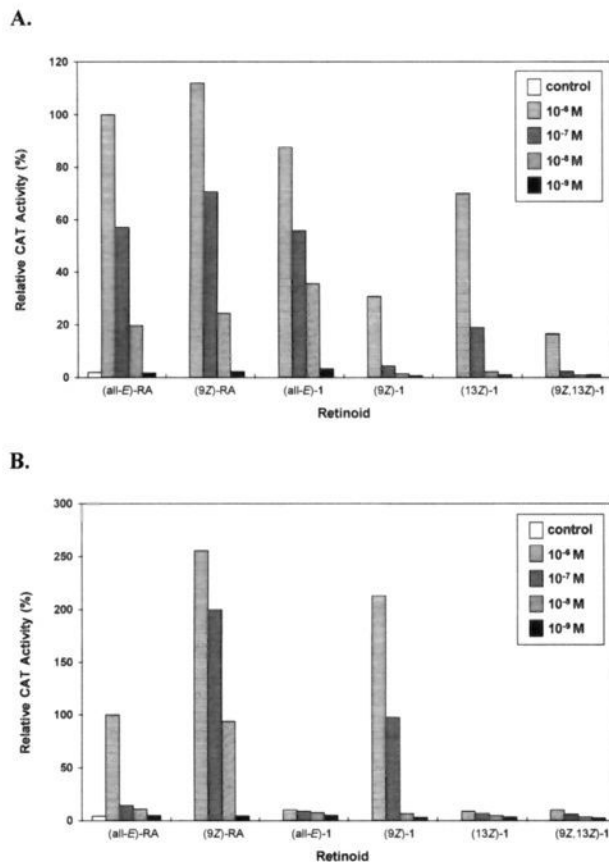 A.
120
100
80
60
40
20
0
Relative CAT Activity (%)
control
10⁻⁶ M
10⁻⁷ M
10⁻⁸ M
10⁻⁹ M
(all-E)-RA
(9Z)-RA
(all-E)-1
(9Z)-1
(13Z)-1
(9Z,13Z)-1
Retinoid
B.
300
250
200
150
100
50
0
Relative CAT Activity (%)
control
10⁻⁶ M
10⁻⁷ M
10⁻⁸ M
10⁻⁹ M
(all-E)-RA
(9Z)-RA
(all-E)-1
(9Z)-1
(13Z)-1
(9Z,13Z)-1
Retinoid